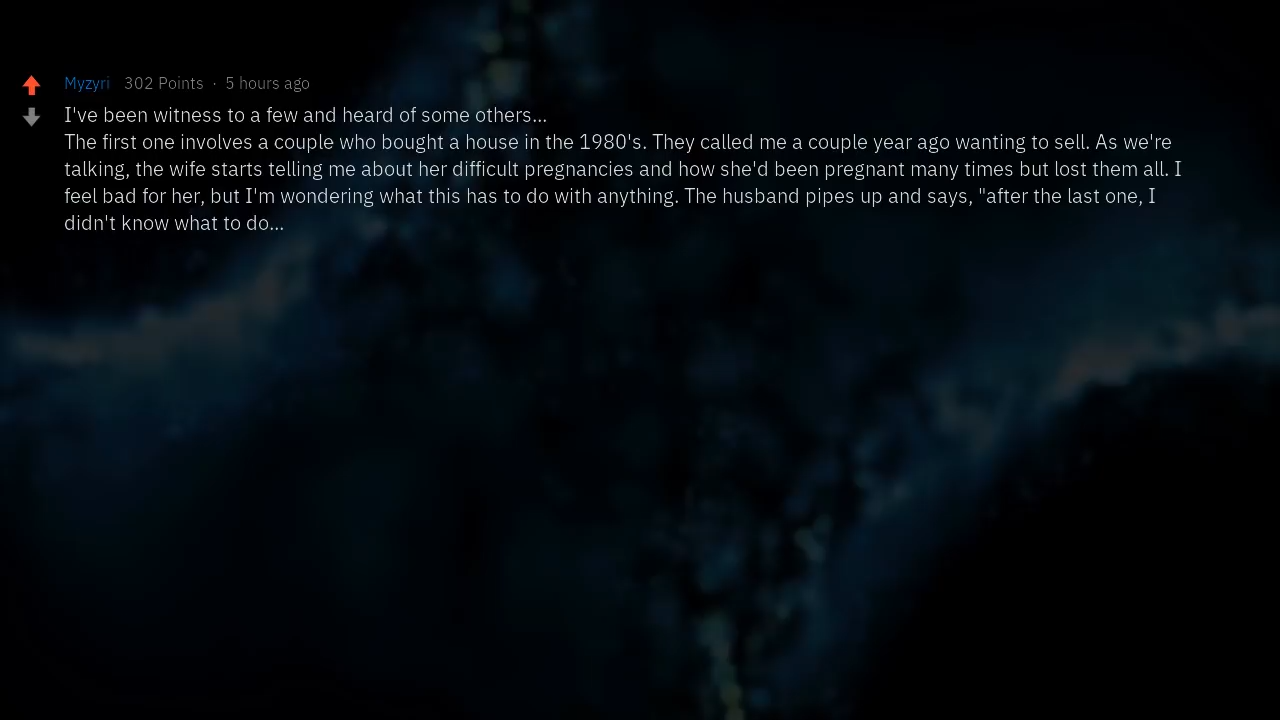 Myzyri 302 Points · 5 hours ago
I've been witness to a few and heard of some others...
The first one involves a couple who bought a house in the 1980's. They called me a couple year ago wanting to sell. As we're
talking, the wife starts telling me about her difficult pregnancies and how she'd been pregnant many times but lost them all. I
feel bad for her, but I'm wondering what this has to do with anything. The husband pipes up and says, "after the last one, I
didn't know what to do...